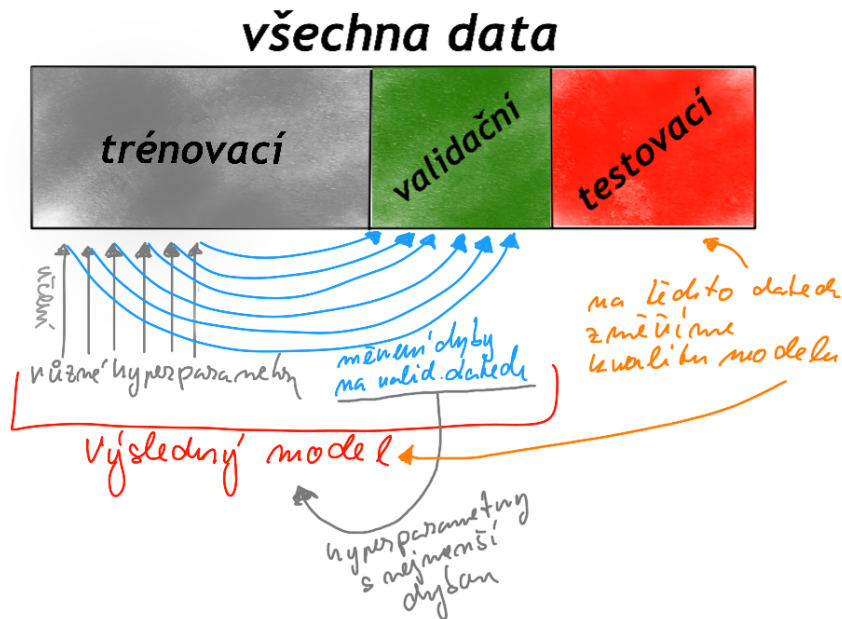 všechna data
trénovací
validační
testovací
učení
různé hyperparametry
měření chyby
na valid. datech
na těchto datech
změříme
kvalitu modelu
výsledný model
hyperparametry
s nejmenší
chybou